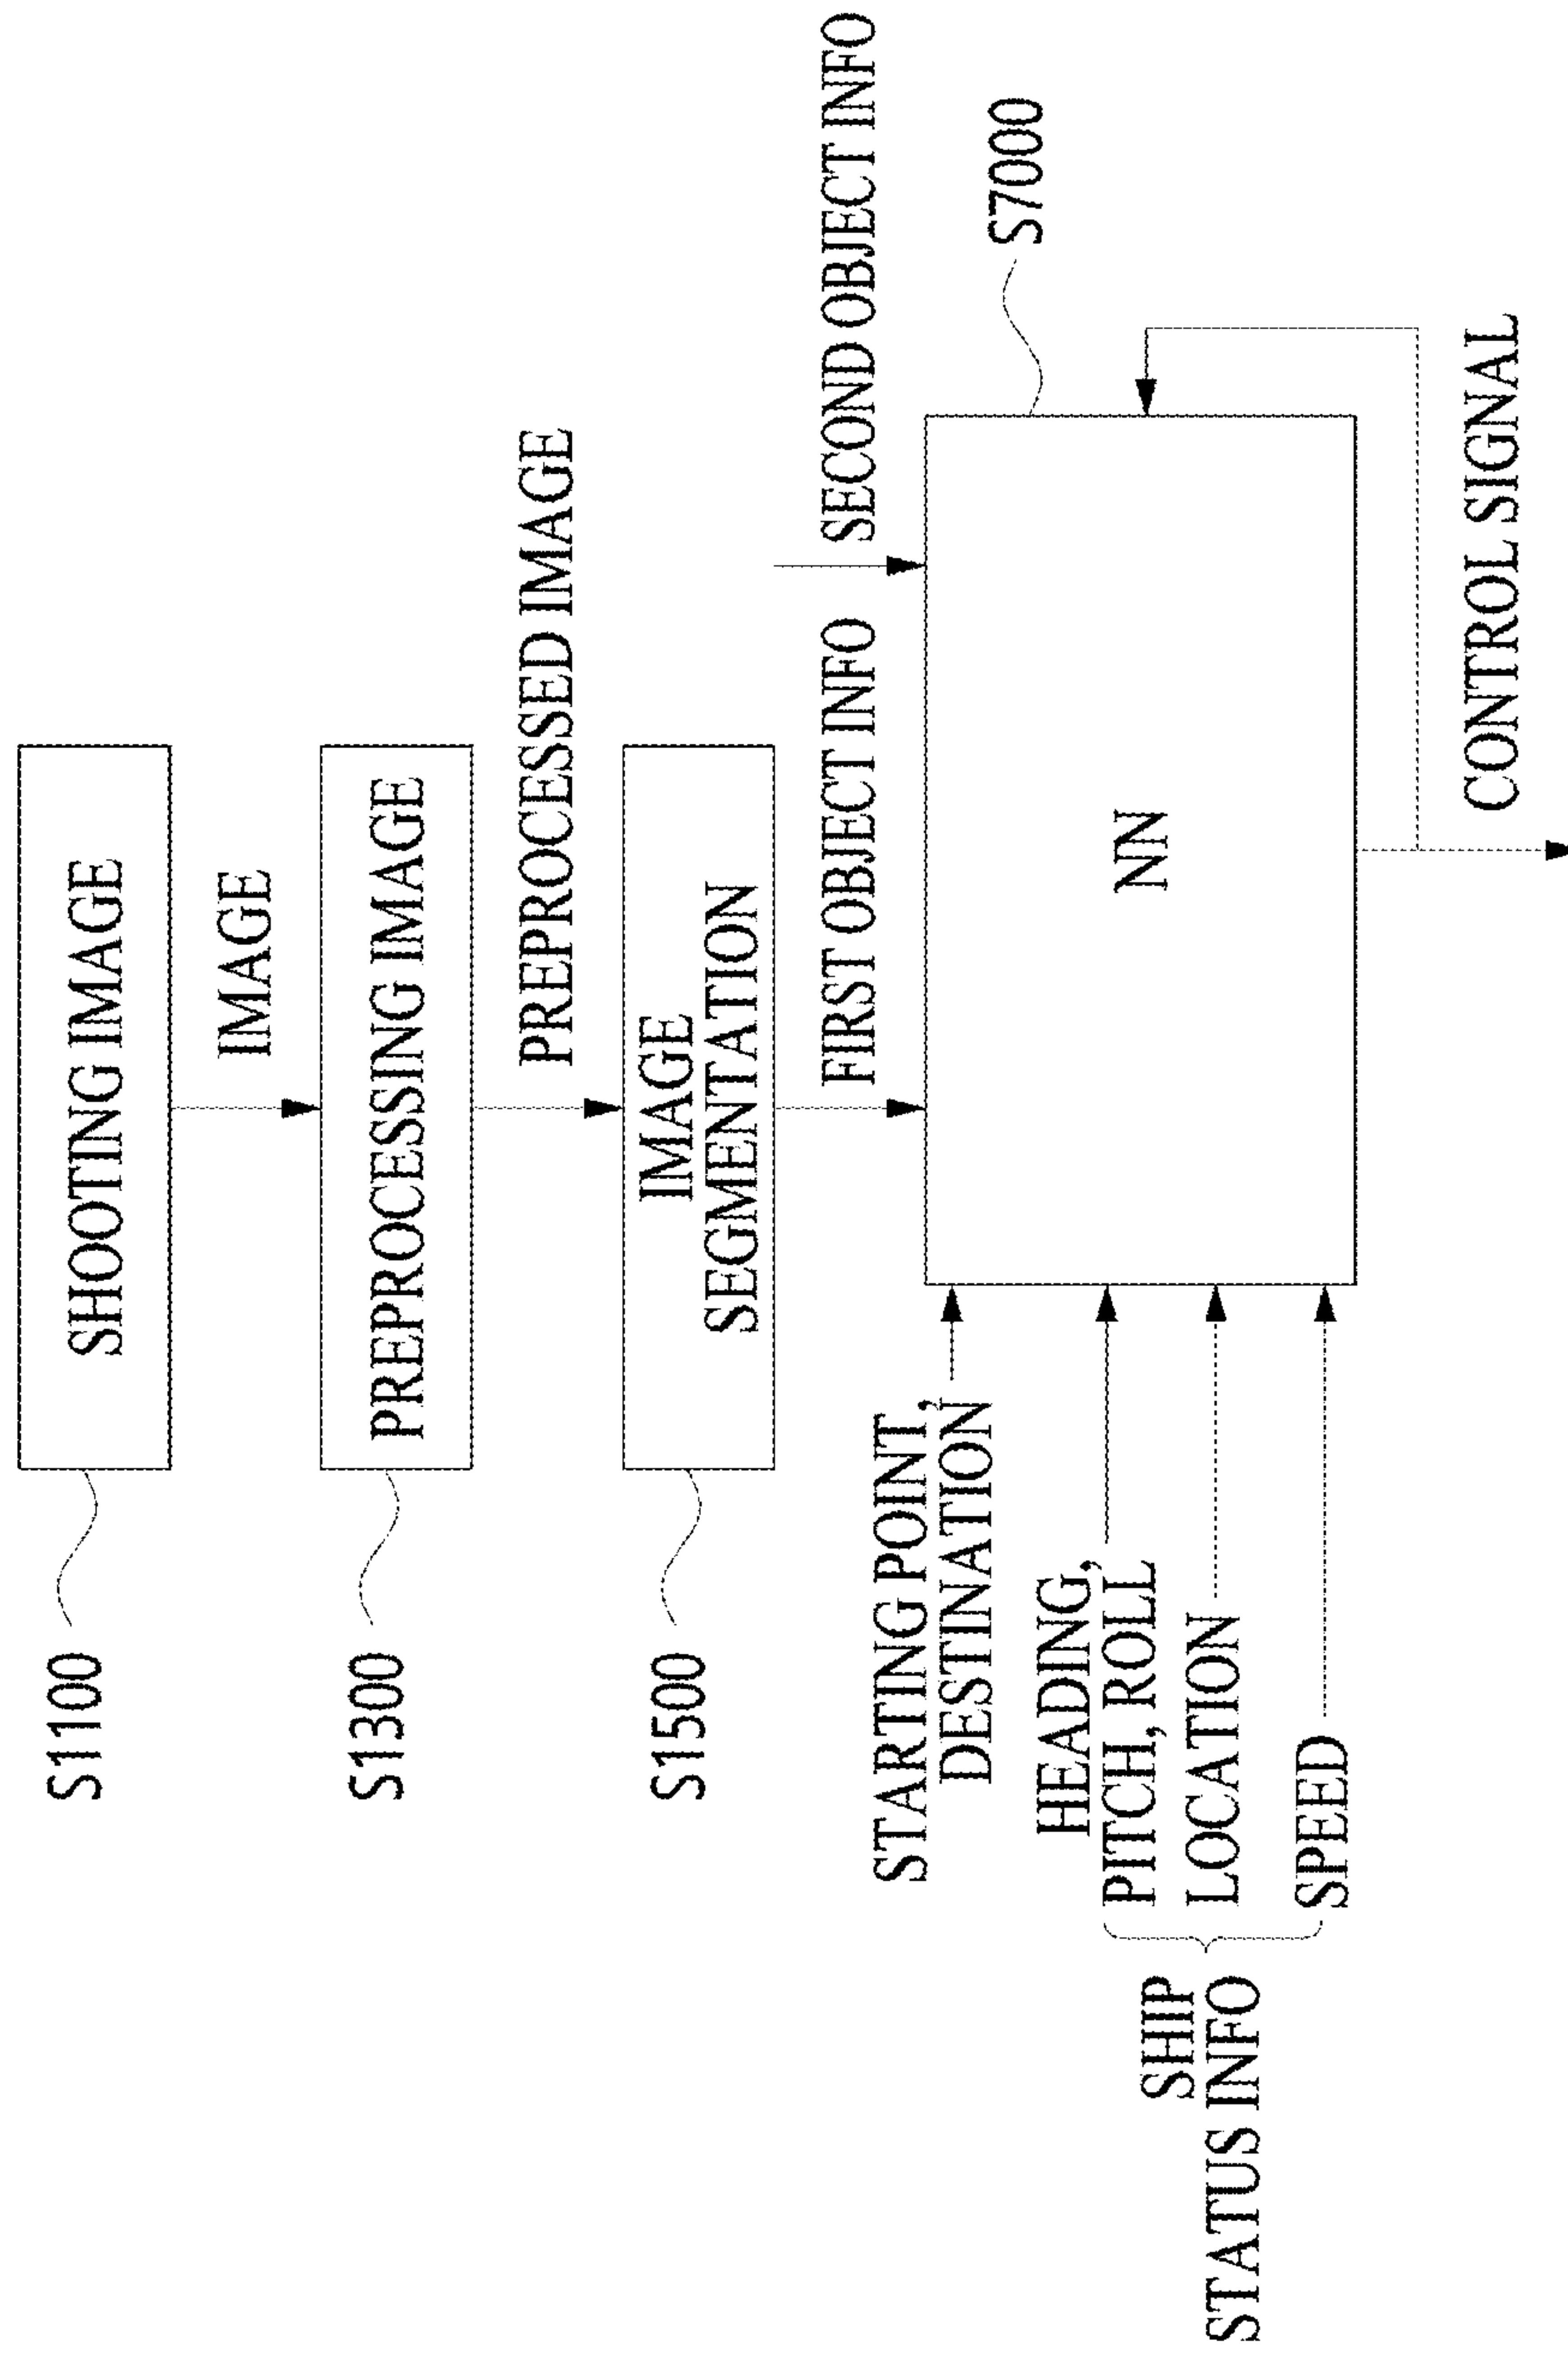 S1100
SHOOTING IMAGE
IMAGE
S1300
PREPROCESSING IMAGE
PREPROCESSED IMAGE
S1500
IMAGE
SEGMENTATION
FIRST OBJECT INFO
SECOND OBJECT INFO
STARTING POINT,
DESTINATION
S7000
NN
HEADING,
PITCH, ROLL
LOCATION
SPEED
SHIP
STATUS INFO
CONTROL SIGNAL